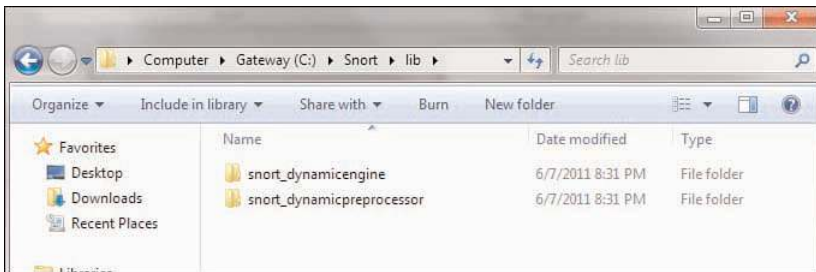 Computer ▸ Gateway (C:) ▸ Snort ▸ lib ▸ Search lib
Organize Include in library Share with Burn New folder
Favorites
Desktop
Downloads
Recent Places
Libraries
Name Date modified Type
snort_dynamicengine 6/7/2011 8:31 PM File folder
snort_dynamicpreprocessor 6/7/2011 8:31 PM File folder